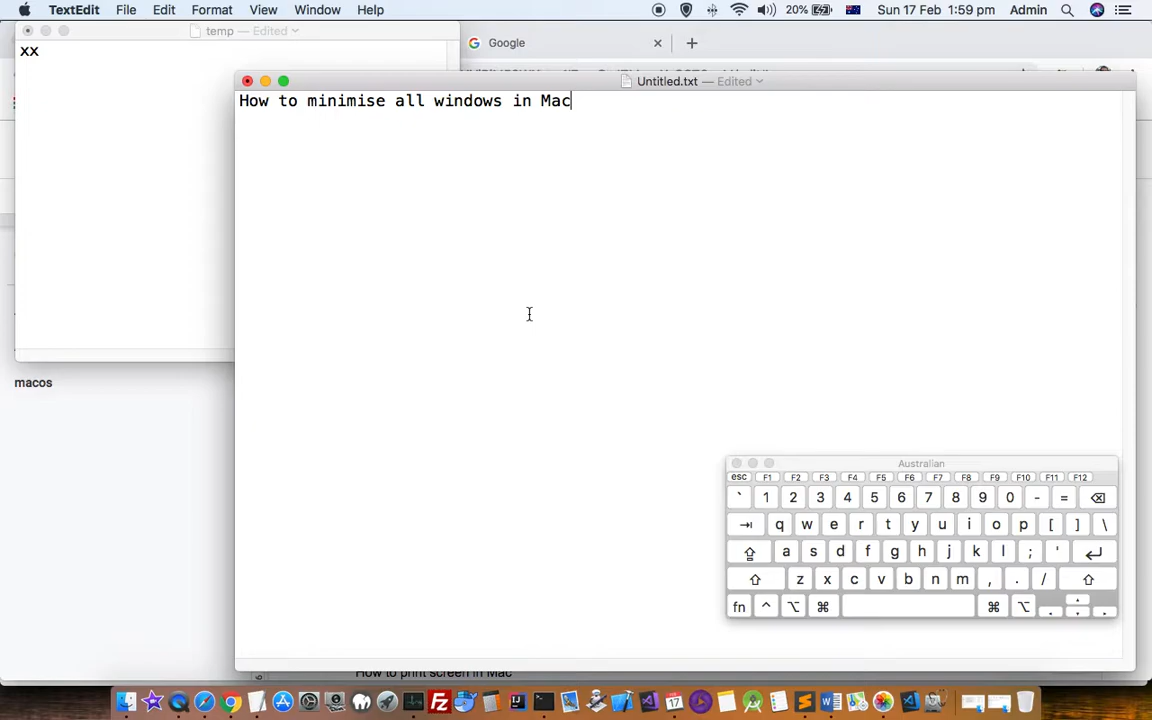 TextEdit File Edit Format View Window Help 20% Sun 17 Feb 1:59 pm Admin
temp — Edited
Google
xx
Untitled.txt — Edited
How to minimise all windows in Mac
macos
Australian
esc F1 F2 F3 F4 F5 F6 F7 F8 F9 F10 F11 F12
` 1 2 3 4 5 6 7 8 9 0 - =
q w e r t y u i o p [ ] \
a s d f g h j k l ; '
z x c v b n m , . /
fn ^ ⌥ ⌘ ⌘ ⌥
How to print screen in Mac
17